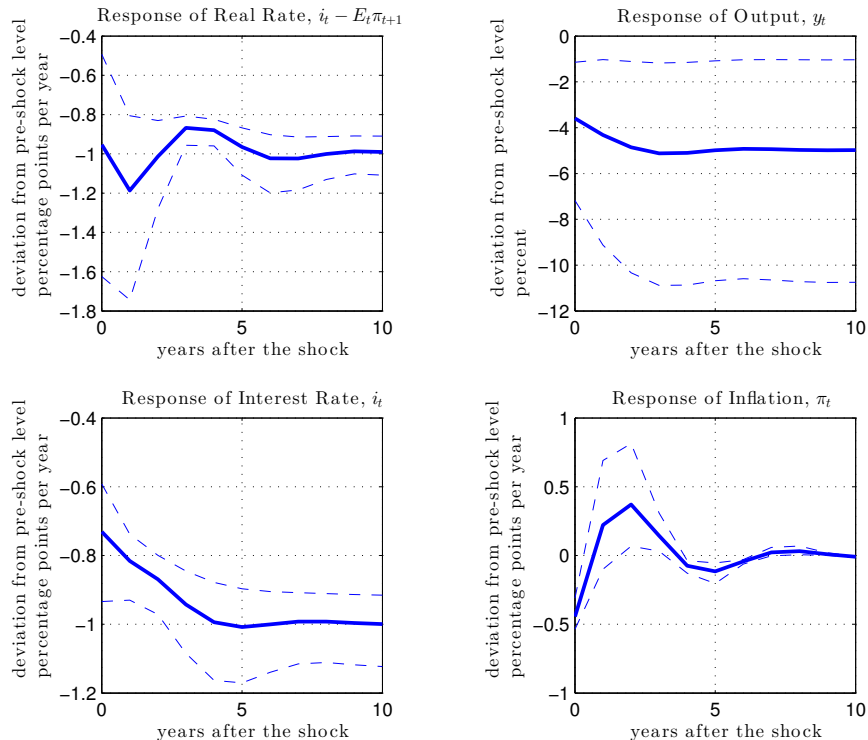 Response of Real Rate, i_t − E_tπ_{t+1}
deviation from pre-shock level
percentage points per year
−0.4
−0.6
−0.8
−1
−1.2
−1.4
−1.6
−1.8
0 5 10
years after the shock
Response of Output, y_t
deviation from pre-shock level
percent
0
−2
−4
−6
−8
−10
−12
0 5 10
years after the shock
Response of Interest Rate, i_t
deviation from pre-shock level
percentage points per year
−0.4
−0.6
−0.8
−1
−1.2
0 5 10
years after the shock
Response of Inflation, π_t
deviation from pre-shock level
percentage points per year
1
0.5
0
−0.5
−1
0 5 10
years after the shock